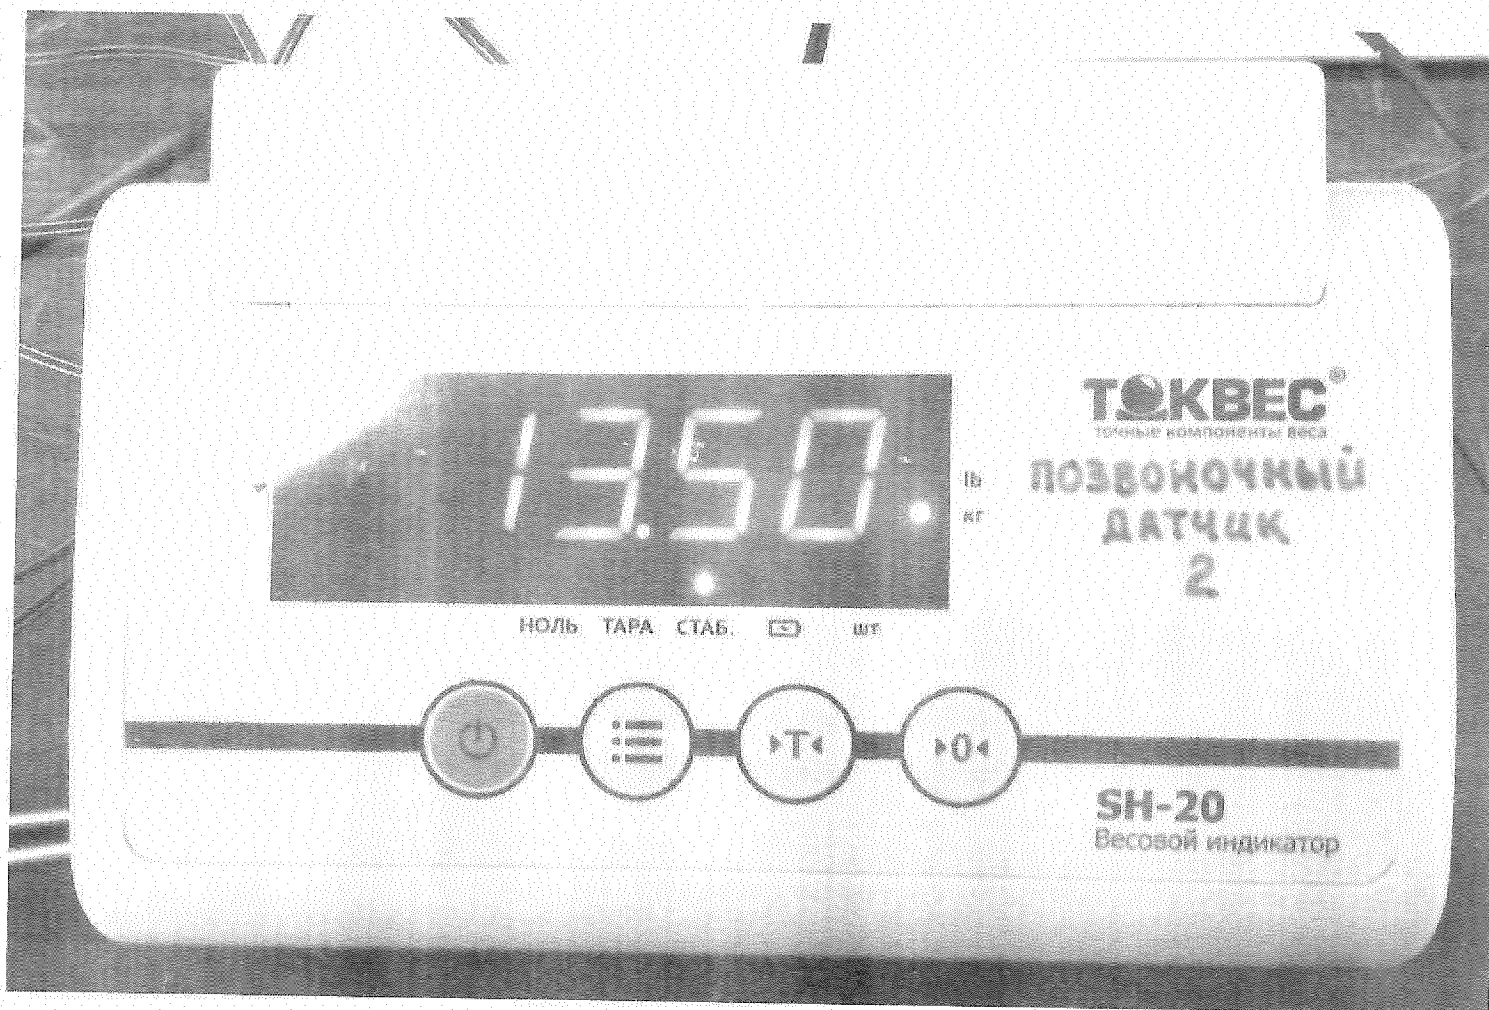 ТОКВЕС®
точные компоненты веса
ПОЗВОНОЧНЫЙ
ДАТЧИК
2
13.50
lb
кг
НОЛЬ ТАРА СТАБ. шт
▸T◂ ▸0◂
SH-20
Весовой индикатор